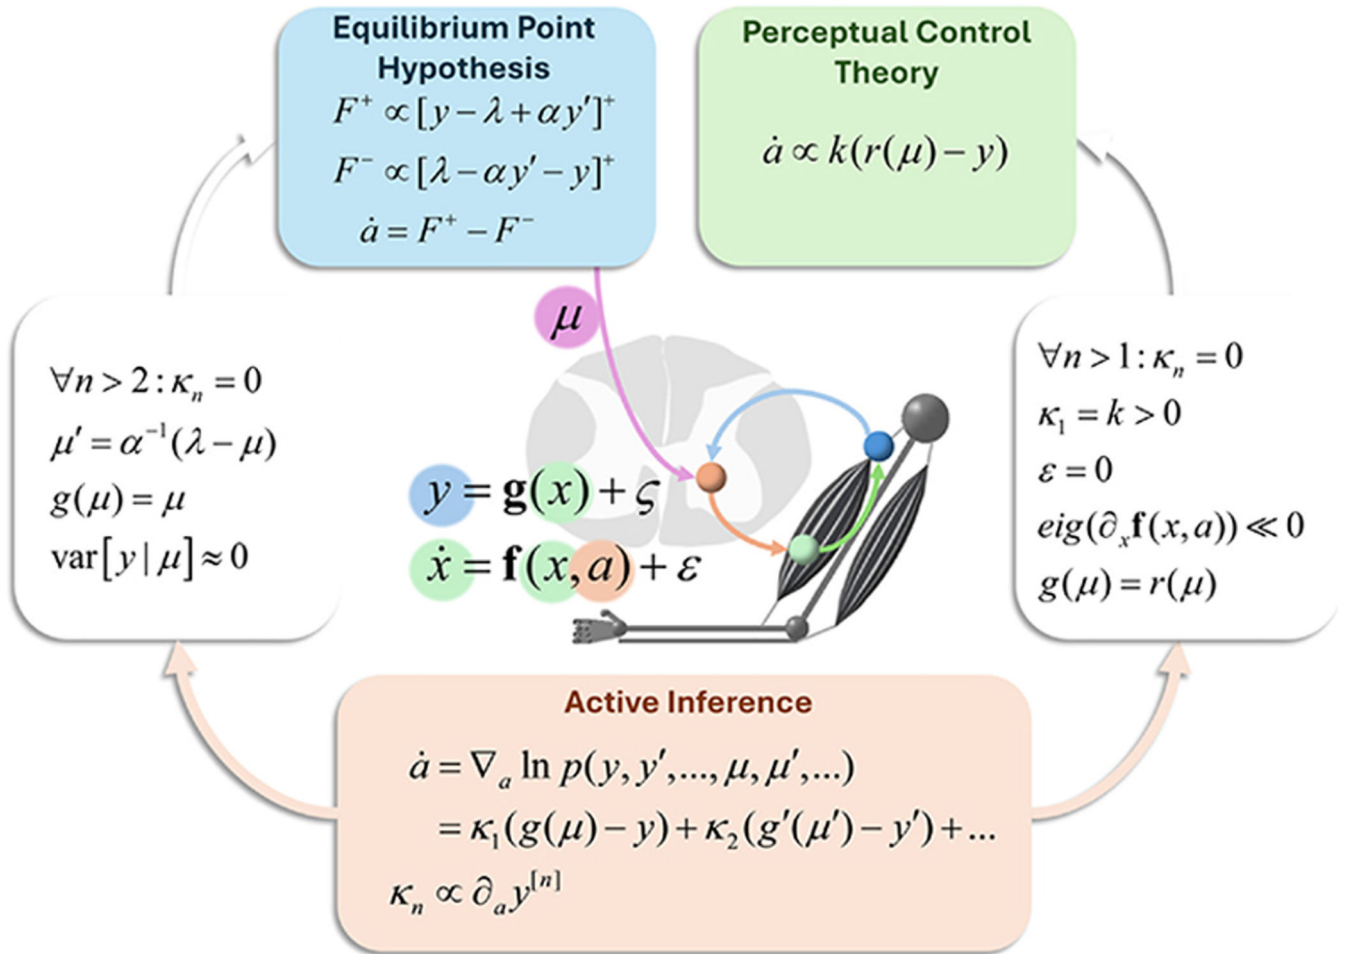 Equilibrium Point
Hypothesis
F⁺ ∝ [y − λ + αy′]⁺
F⁻ ∝ [λ − αy′ − y]⁺
ȧ = F⁺ − F⁻
Perceptual Control
Theory
ȧ ∝ k(r(μ) − y)
μ
∀n > 2 : κₙ = 0
μ′ = α⁻¹(λ − μ)
g(μ) = μ
var[y | μ] ≈ 0
y = g(x) + ς
ẋ = f(x, a) + ε
∀n > 1 : κₙ = 0
κ₁ = k > 0
ε = 0
eig(∂ₓf(x, a)) ≪ 0
g(μ) = r(μ)
Active Inference
ȧ = ∇ₐ ln p(y, y′,..., μ, μ′,...)
= κ₁(g(μ) − y) + κ₂(g′(μ′) − y′) + ...
κₙ ∝ ∂ₐy[ⁿ]